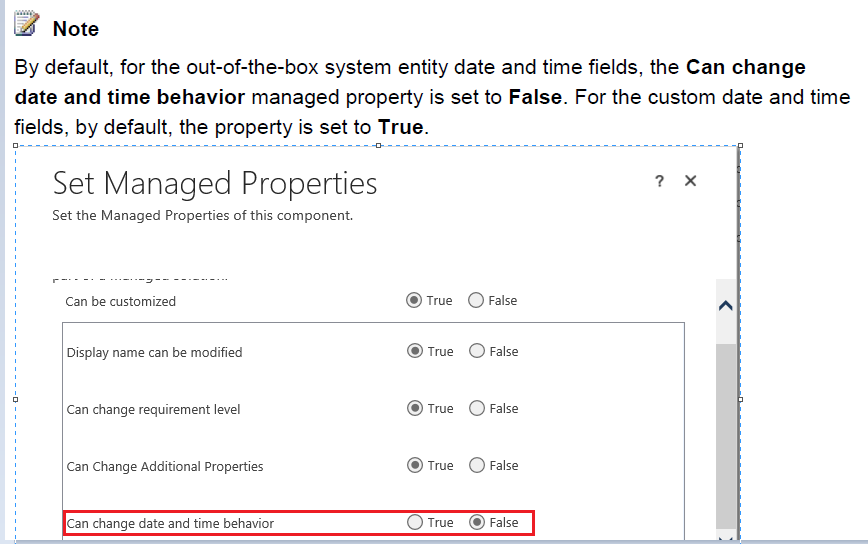 Note
By default, for the out-of-the-box system entity date and time fields, the Can change
date and time behavior managed property is set to False. For the custom date and time
fields, by default, the property is set to True.
Set Managed Properties
? ×
Set the Managed Properties of this component.
part of a managed solution.
Can be customized True False
Display name can be modified True False
Can change requirement level True False
Can Change Additional Properties True False
Can change date and time behavior True False